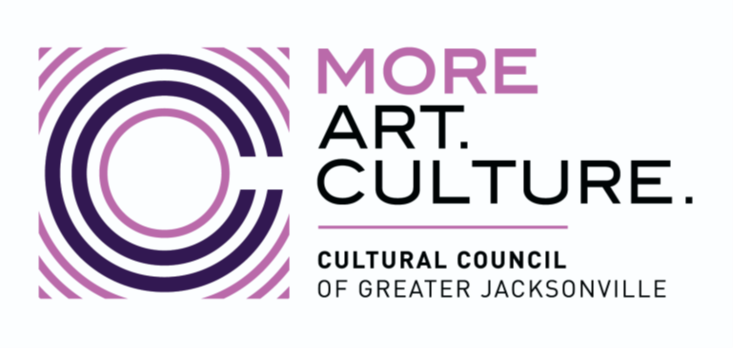 MORE
ART.
CULTURE.
CULTURAL COUNCIL
OF GREATER JACKSONVILLE